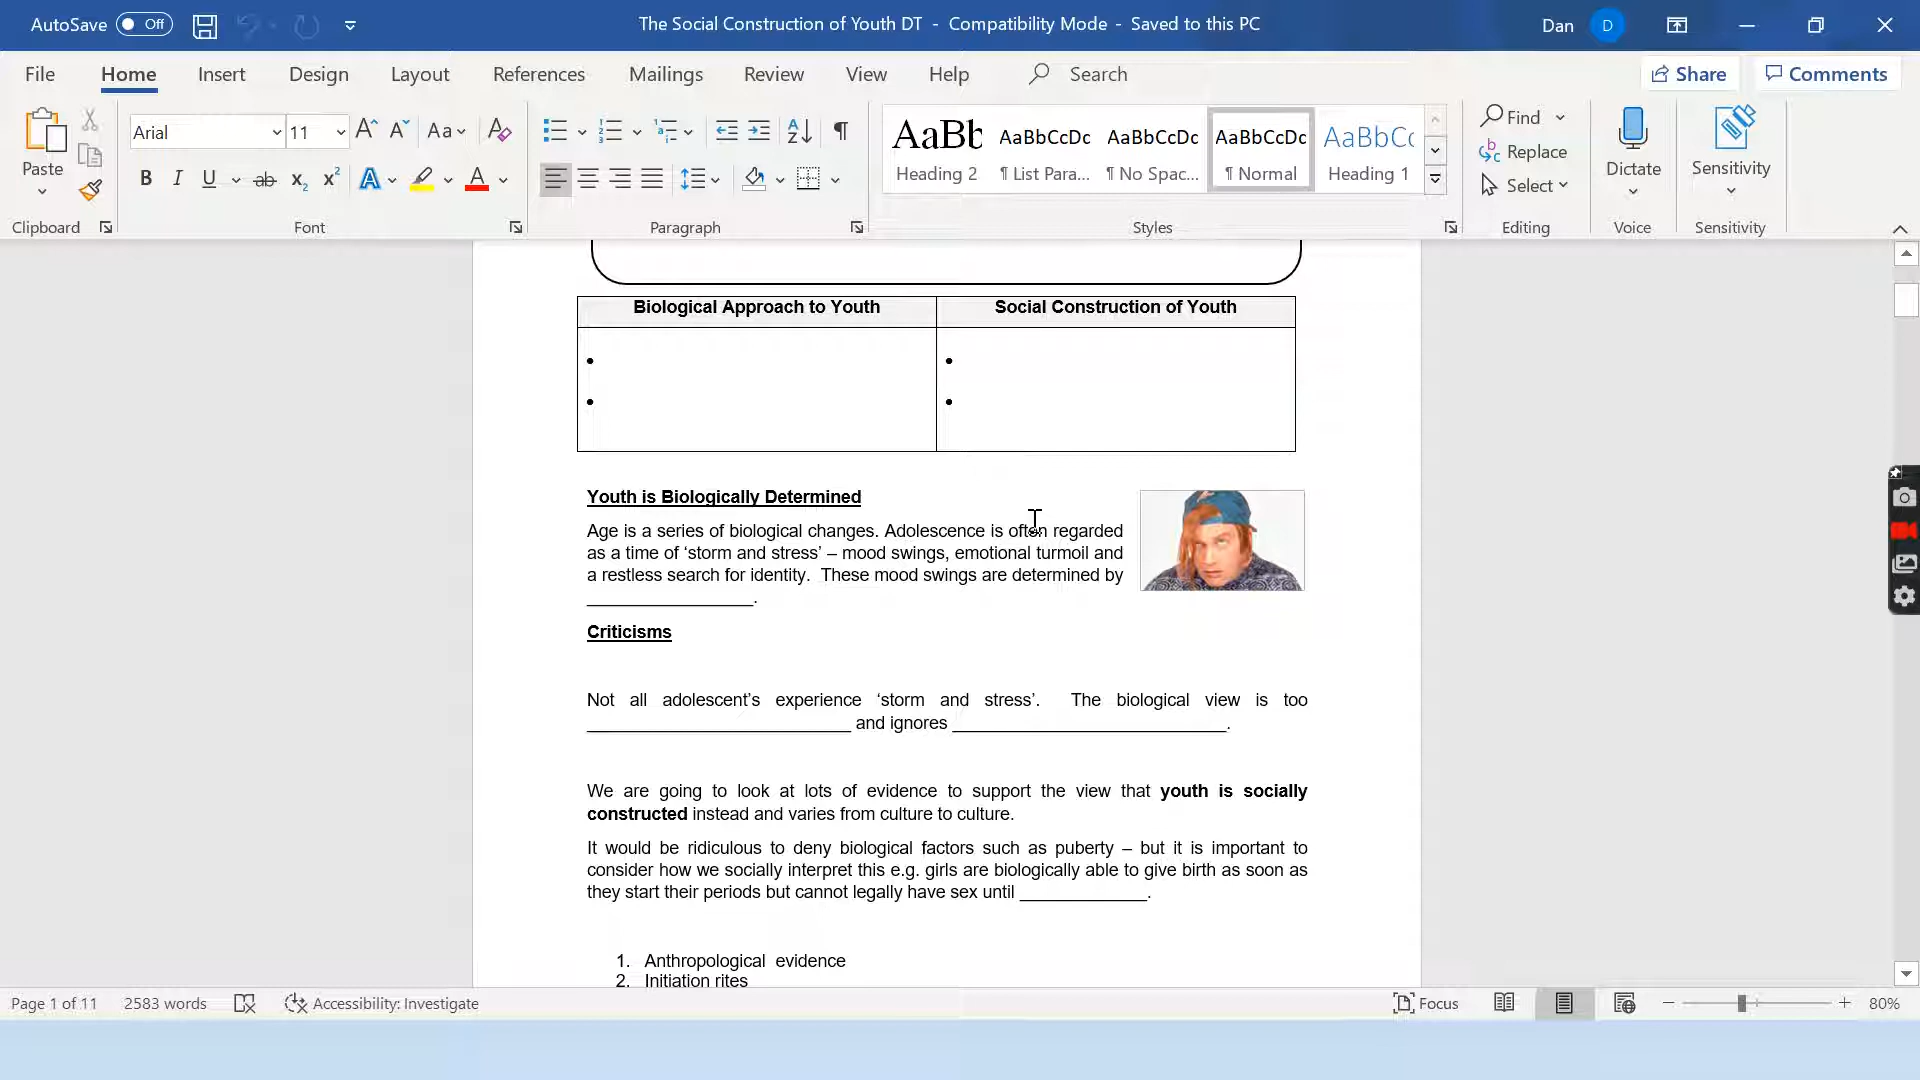 AutoSave Off
The Social Construction of Youth DT - Compatibility Mode - Saved to this PC
Dan D
File Home Insert Design Layout References Mailings Review View Help Search Share Comments
Paste
Clipboard
Arial 11
Font
Paragraph
AaBb AaBbCcDc AaBbCcDc AaBbCcDc AaBbCc
Heading 2 ¶ List Para... ¶ No Spac... ¶ Normal Heading 1
Styles
Find
Replace
Select
Editing
Dictate
Voice
Sensitivity
Sensitivity
Biological Approach to Youth Social Construction of Youth
•
•
•
•
Youth is Biologically Determined
Age is a series of biological changes. Adolescence is often regarded
as a time of ‘storm and stress’ – mood swings, emotional turmoil and
a restless search for identity.  These mood swings are determined by
_________________.
Criticisms
Not all adolescent’s experience ‘storm and stress’.  The biological view is too
___________________________ and ignores ____________________________.
We are going to look at lots of evidence to support the view that youth is socially
constructed instead and varies from culture to culture.
It would be ridiculous to deny biological factors such as puberty – but it is important to
consider how we socially interpret this e.g. girls are biologically able to give birth as soon as
they start their periods but cannot legally have sex until _____________.
1. Anthropological evidence
2. Initiation rites
Page 1 of 11 2583 words Accessibility: Investigate Focus 80%